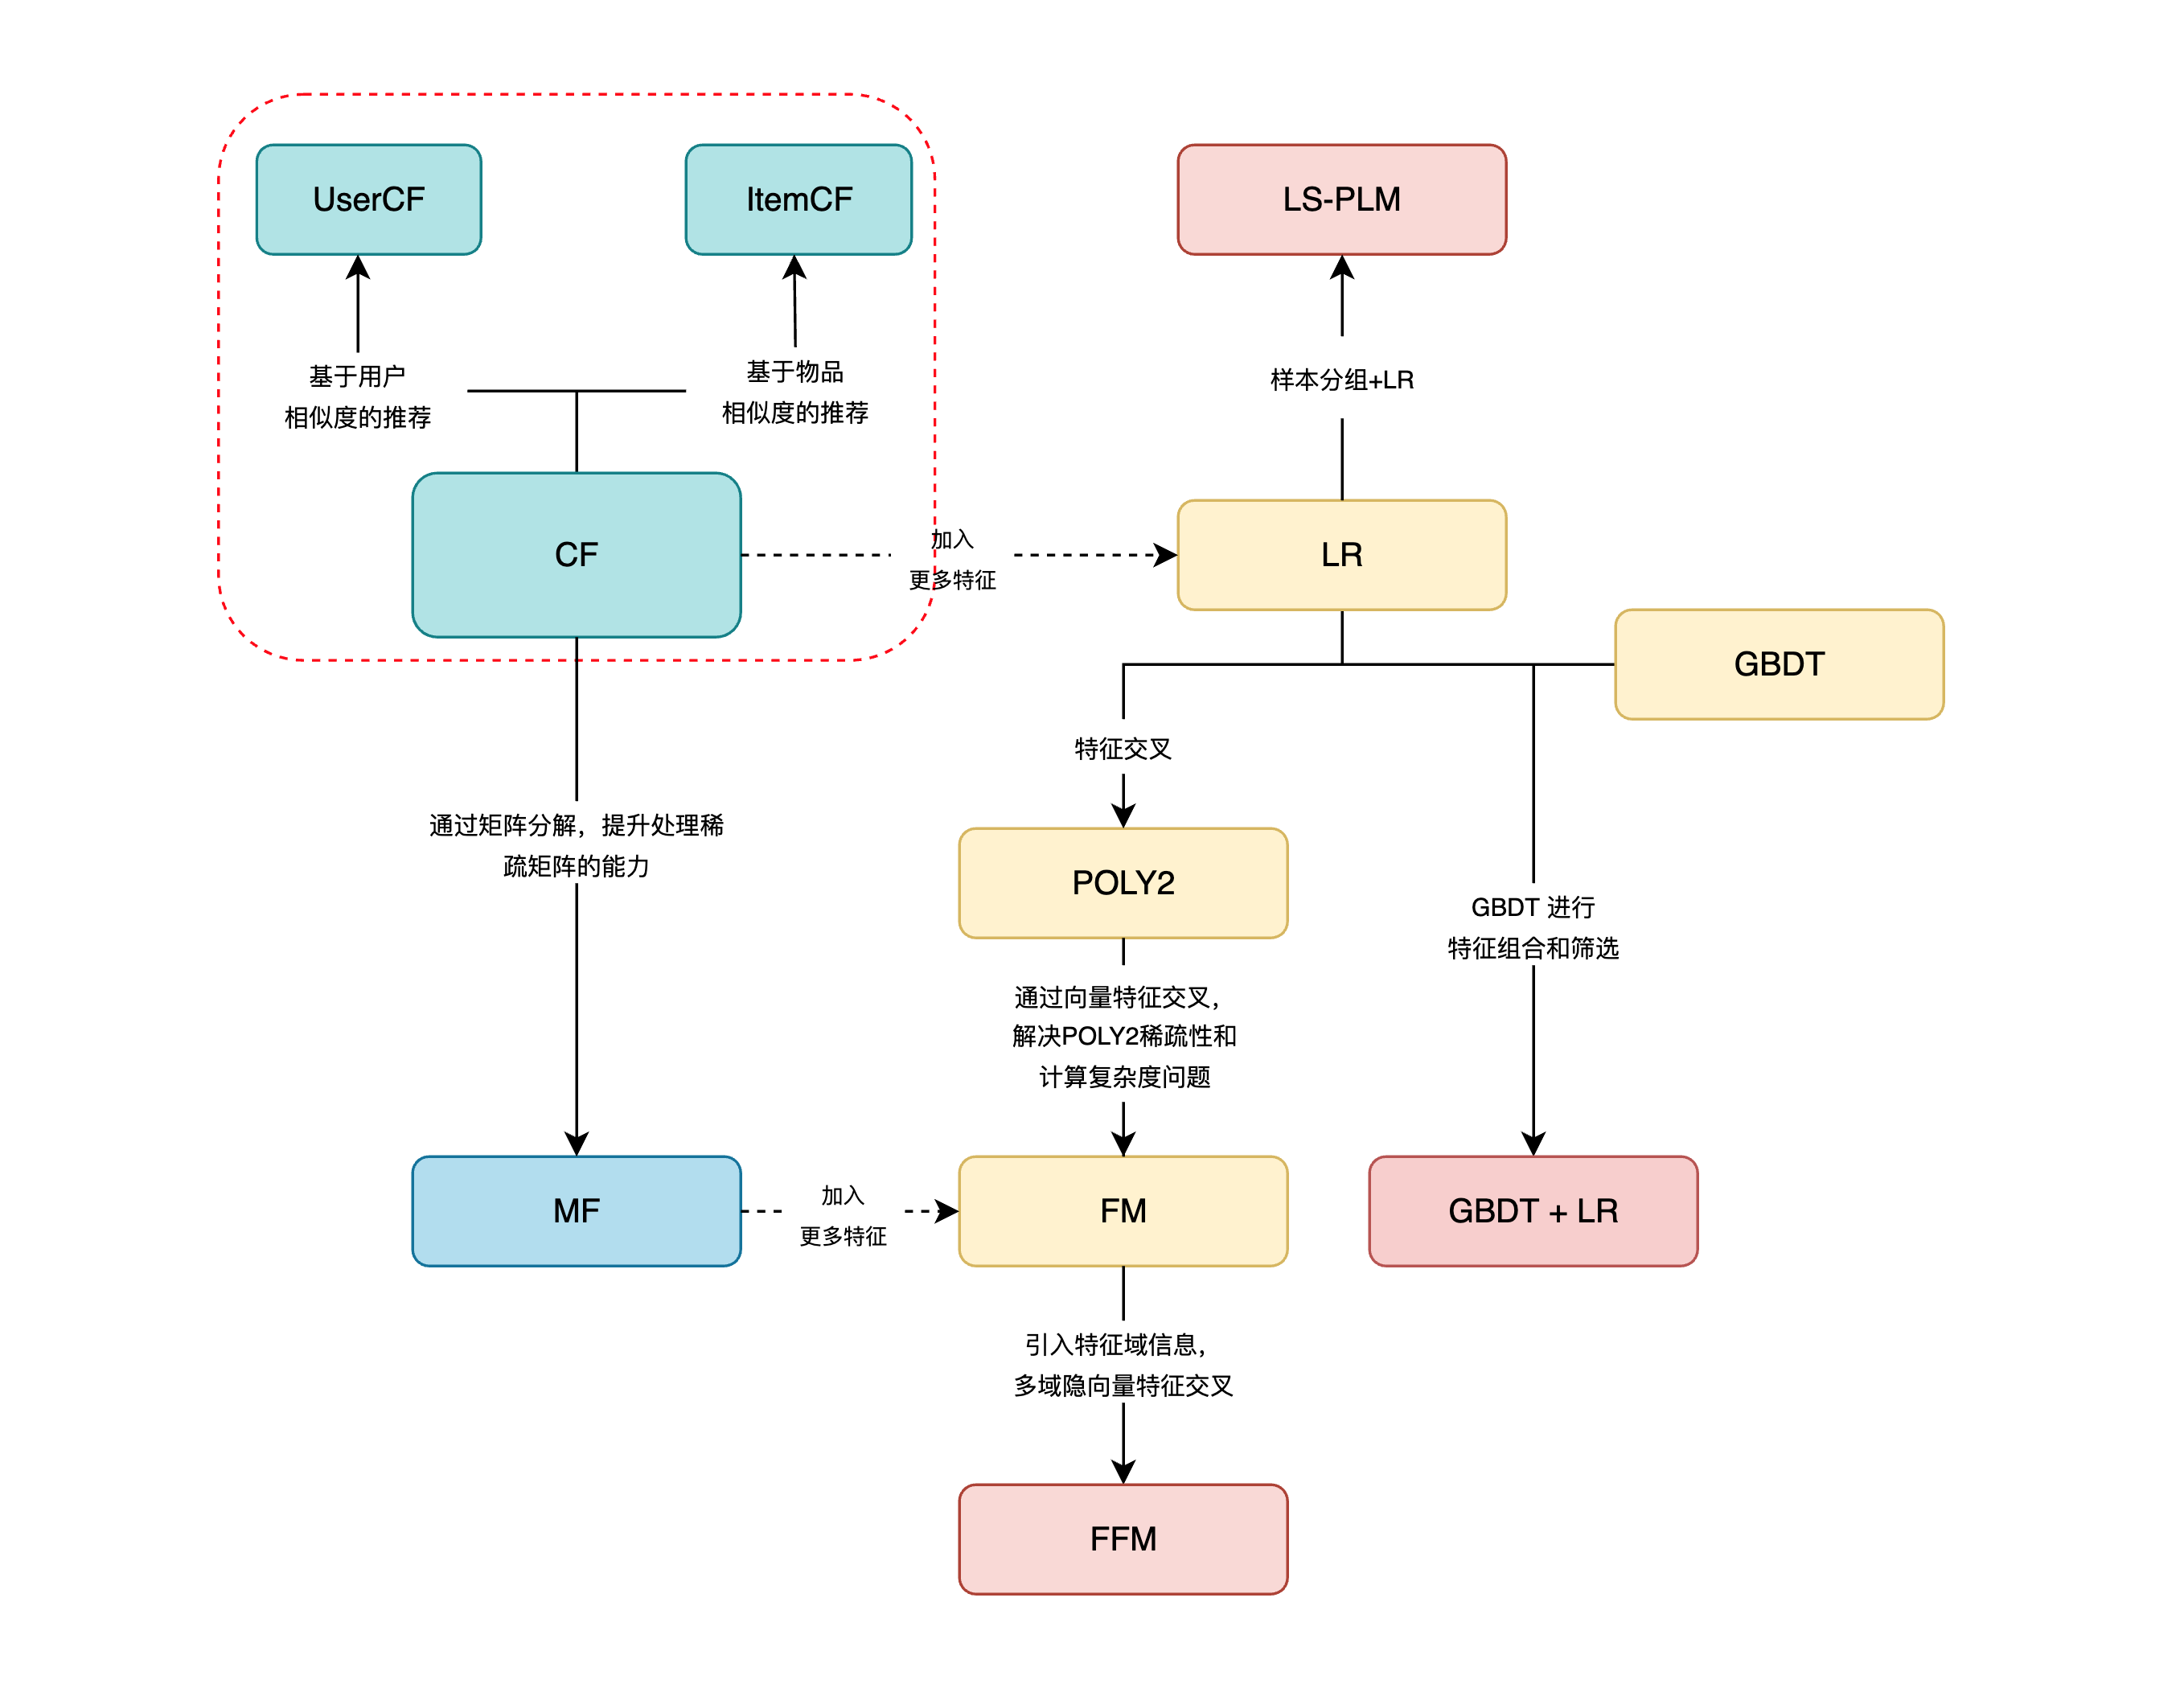 UserCF
ItemCF
LS-PLM
基于用户
相似度的推荐
基于物品
相似度的推荐
样本分组+LR
CF
加入
更多特征
LR
GBDT
特征交叉
通过矩阵分解，提升处理稀
疏矩阵的能力
POLY2
GBDT 进行
特征组合和筛选
通过向量特征交叉，
解决POLY2稀疏性和
计算复杂度问题
MF
加入
更多特征
FM
GBDT + LR
引入特征域信息，
多域隐向量特征交叉
FFM